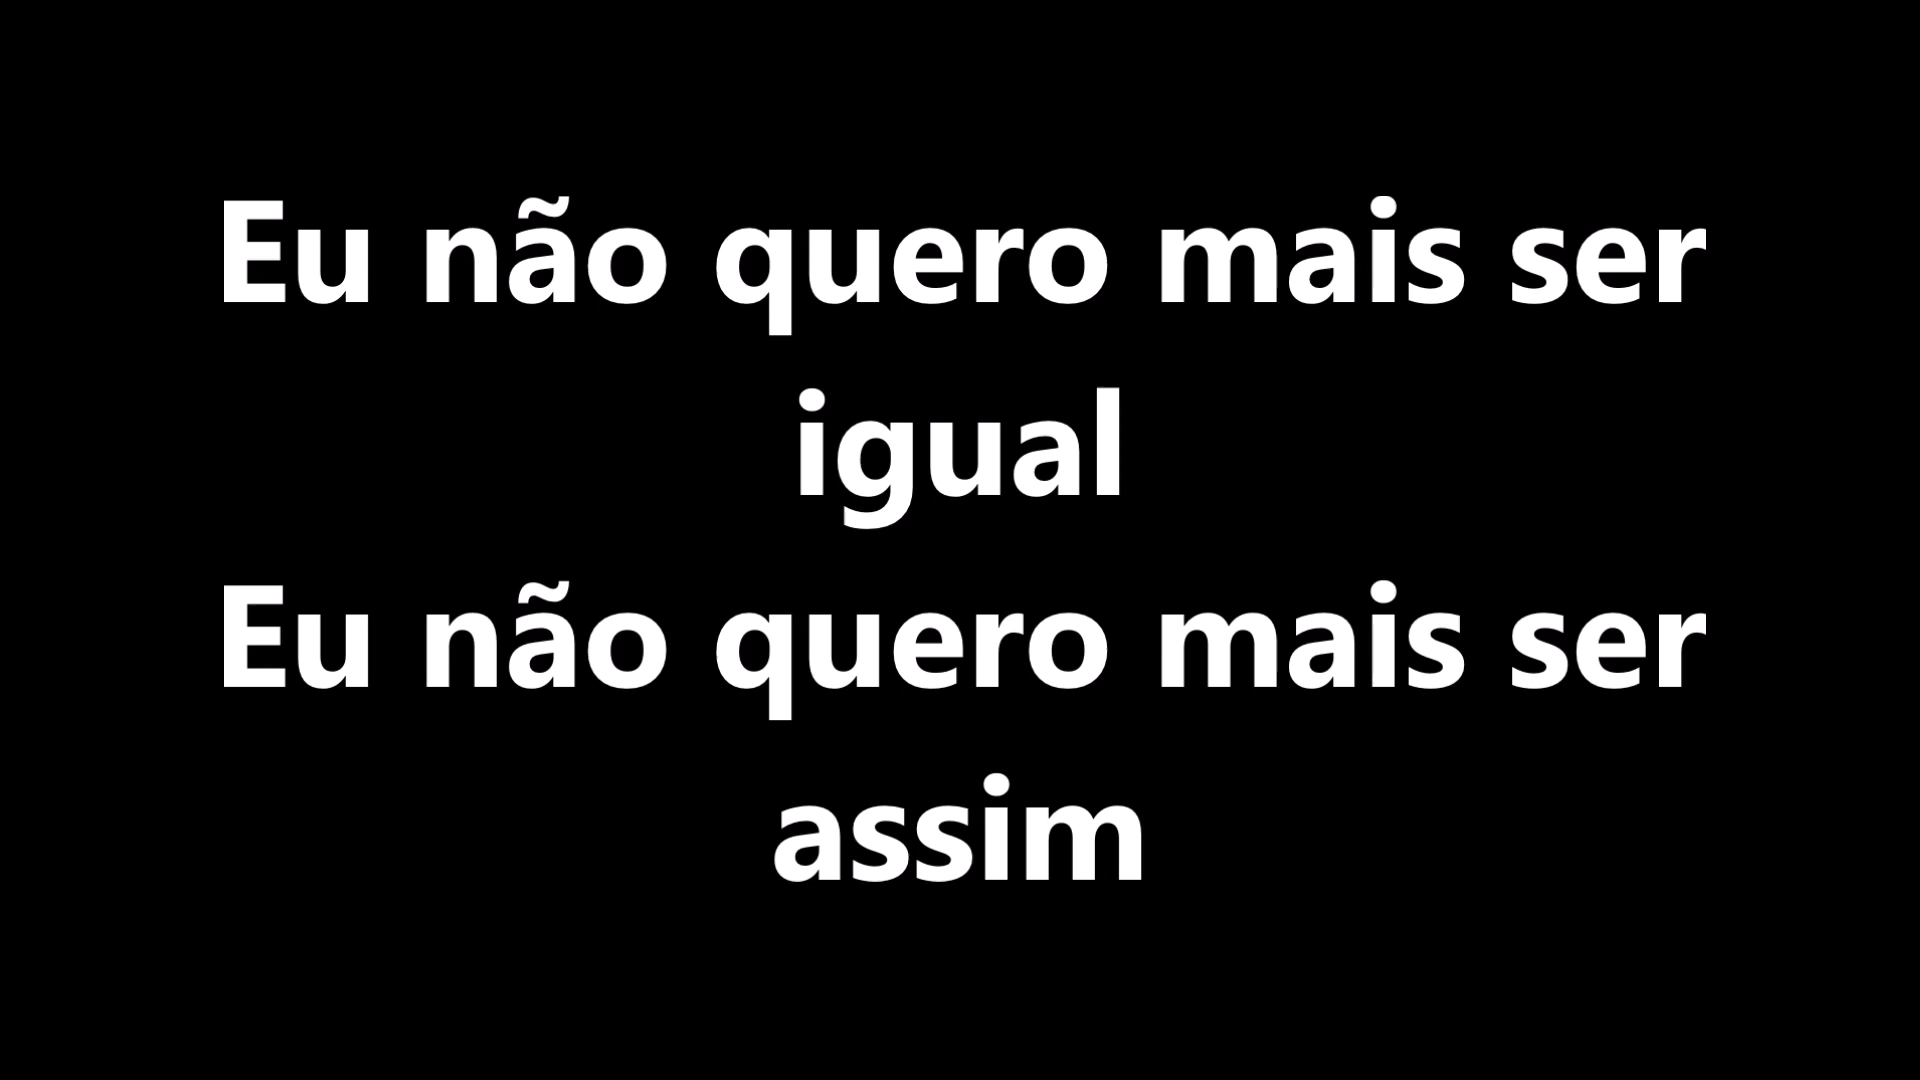 Eu não quero mais ser
igual
Eu não quero mais ser
assim